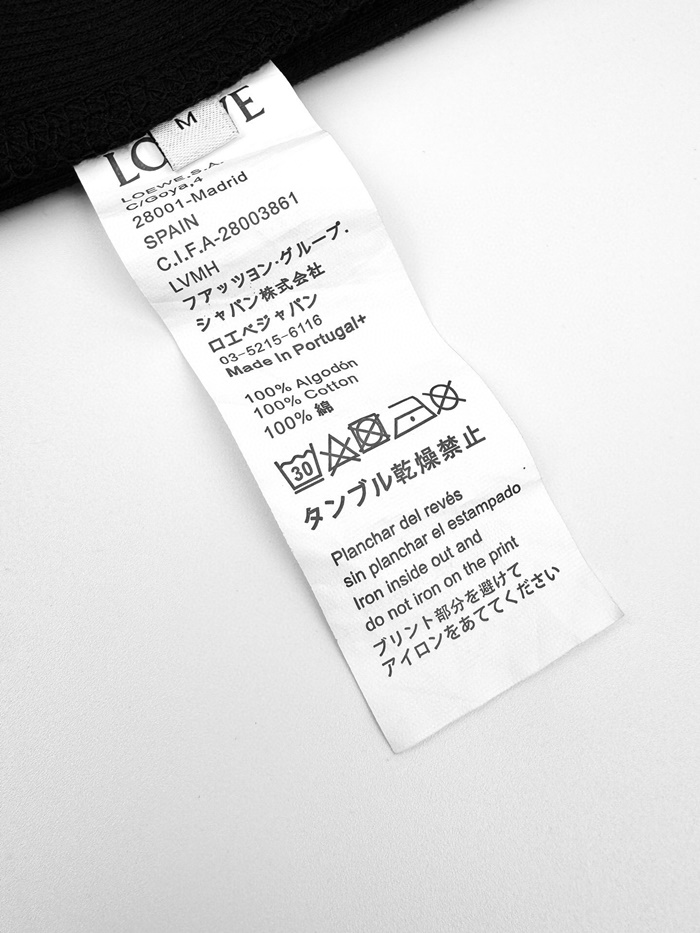 M
LOEWE
LOEWE.S.A.
C/Goya,4
28001-Madrid
SPAIN
C.I.F.A-28003861
LVMH
フアッツヨン・グループ.
シャパン株式会社
ロエベジャパン
03-5215-6116
Made In Portugal+
100% Algodón
100% Cotton
100% 綿
30
タンブル乾燥禁止
Planchar del revés
sin planchar el estampado
Iron inside out and
do not iron on the print
プリント部分を避けて
アイロンをあててください